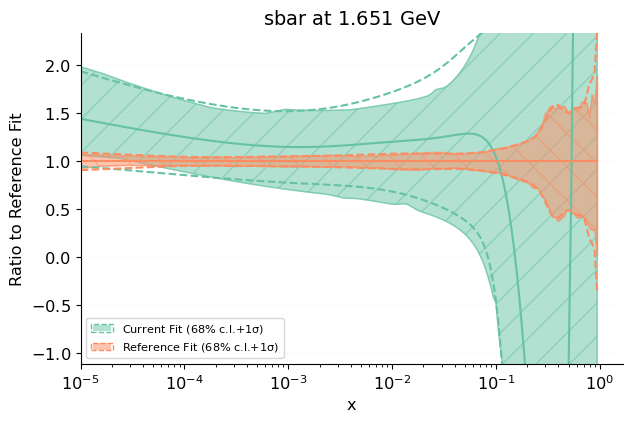 sbar at 1.651 GeV
Ratio to Reference Fit
2.0
1.5
1.0
0.5
0.0
−0.5
−1.0
Current Fit (68% c.l.+1σ)
Reference Fit (68% c.l.+1σ)
10⁻⁵ 10⁻⁴ 10⁻³ 10⁻² 10⁻¹ 10⁰
x